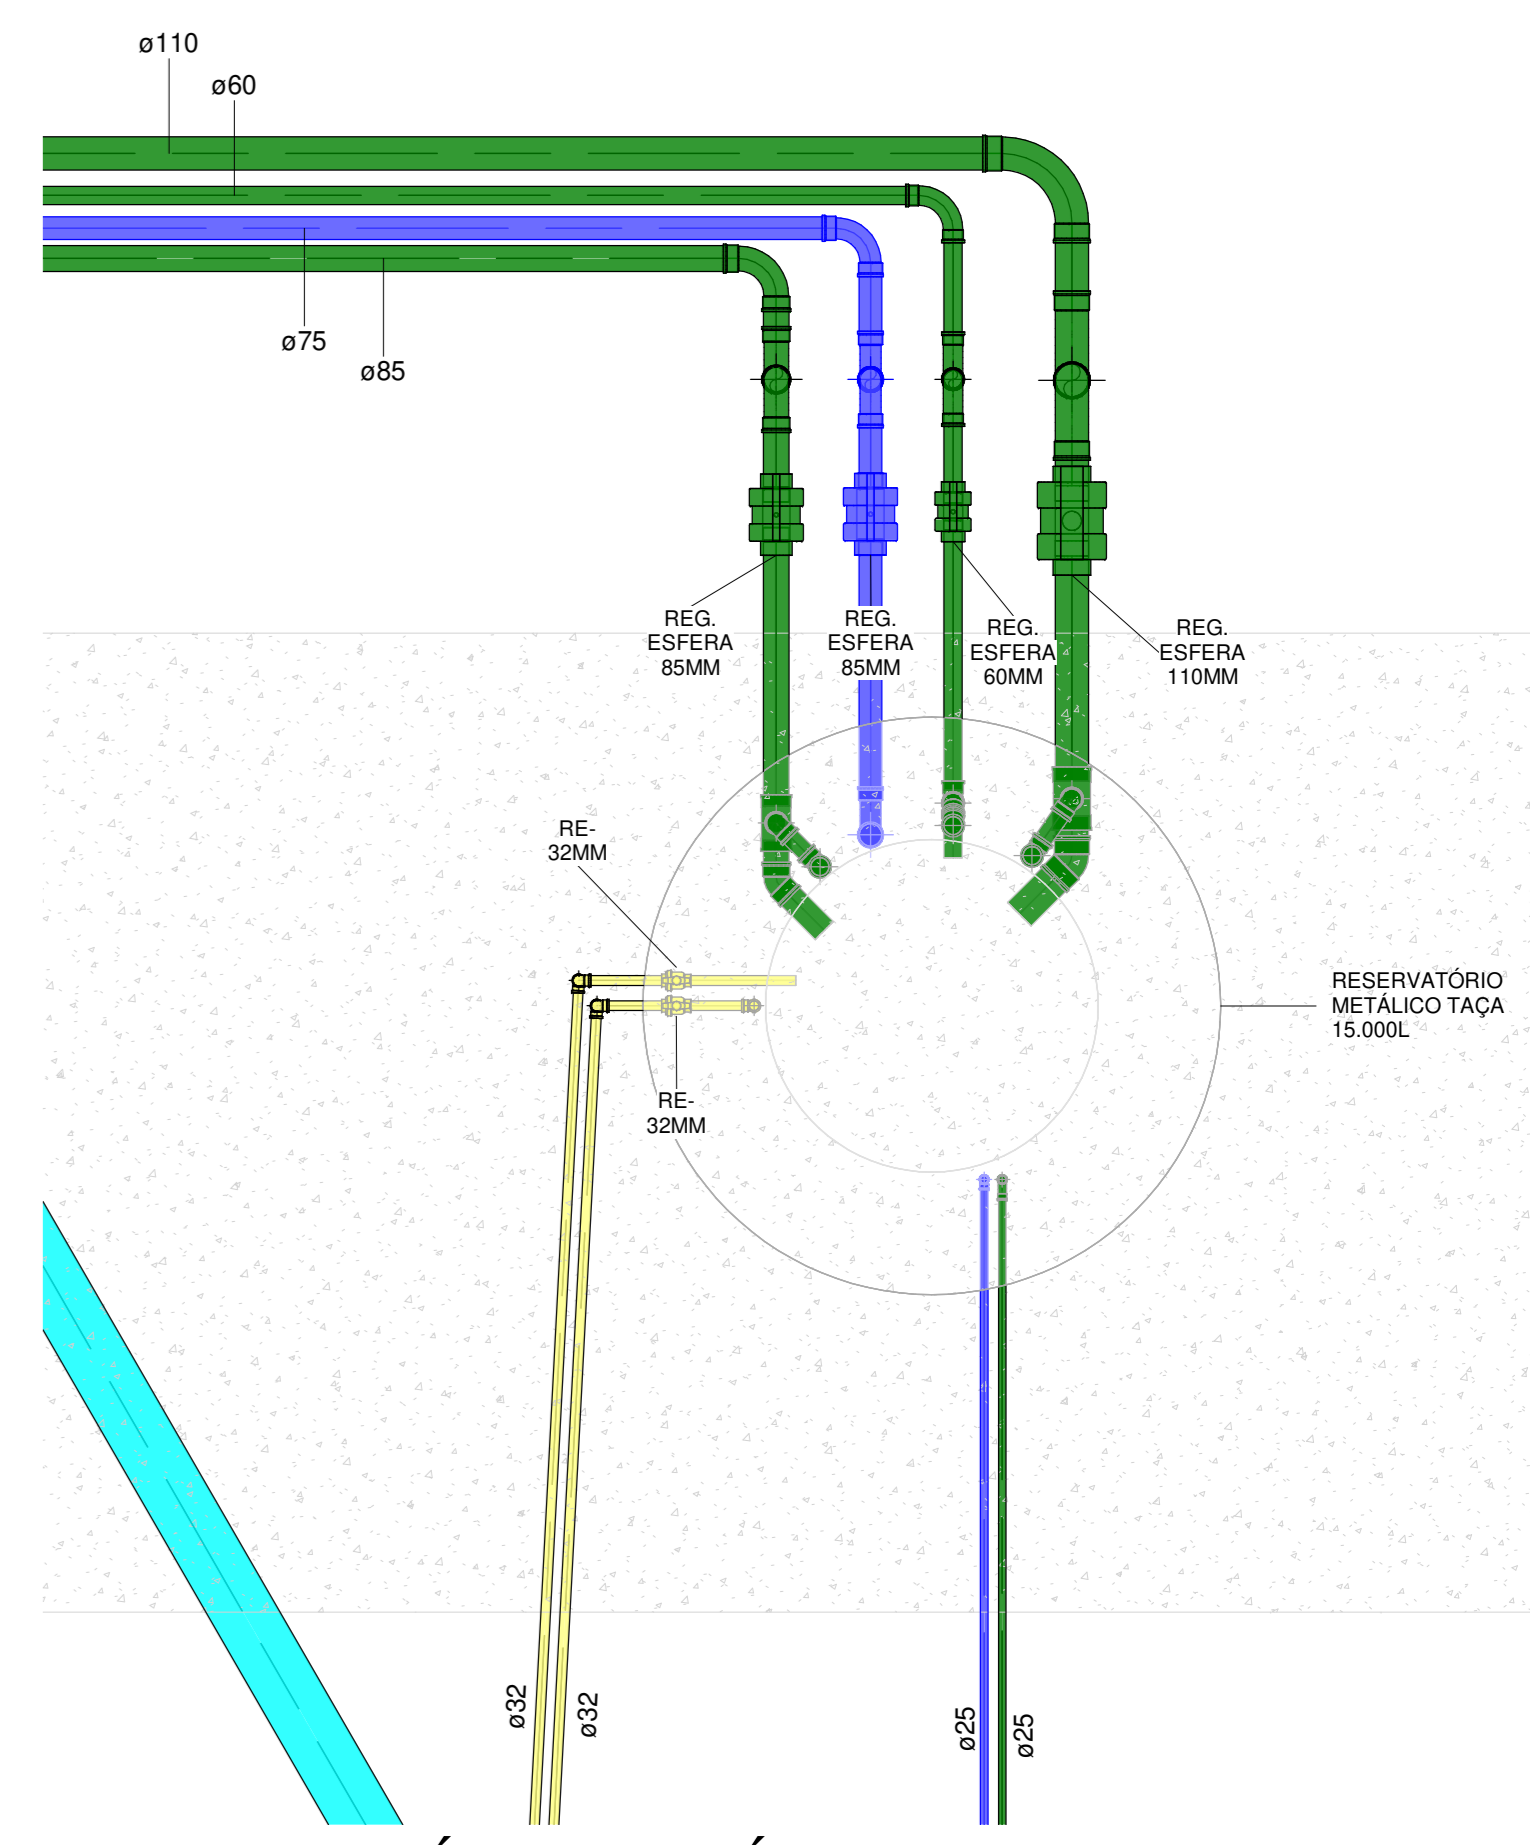 ø110
ø60
ø75
ø85
REG.
ESFERA
85MM
REG.
ESFERA
85MM
REG.
ESFERA
60MM
REG.
ESFERA
110MM
RE-
32MM
RESERVATÓRIO
METÁLICO TAÇA
15.000L
RE-
32MM
ø32
ø32
ø25
ø25